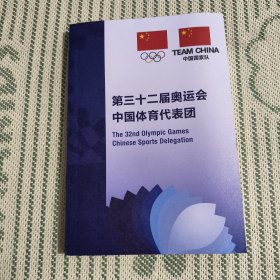 TEAM CHINA
中国国家队
第三十二届奥运会
中国体育代表团
The 32nd Olympic Games
Chinese Sports Delegation